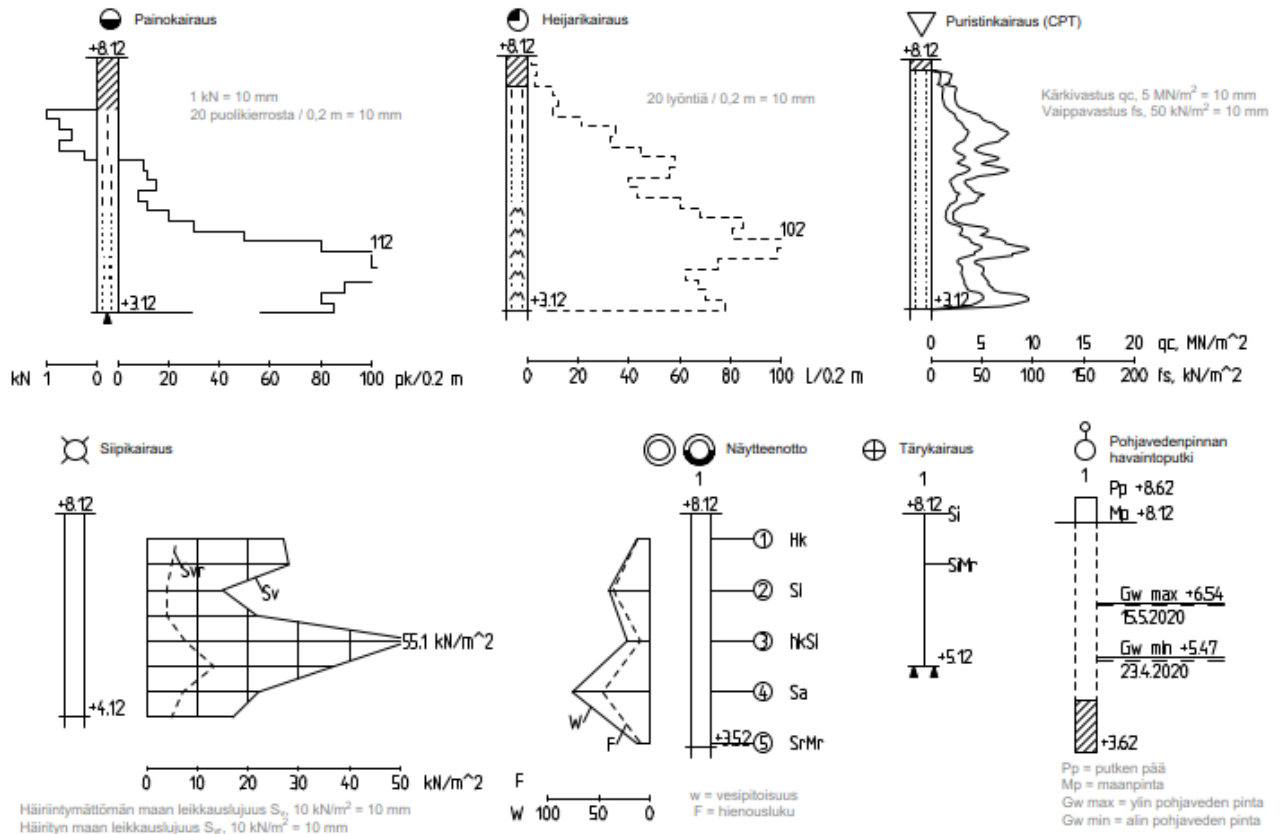 Painokairaus
+8.12
1 kN = 10 mm
20 puolikierrosta / 0,2 m = 10 mm
112
+3.12
kN 1 0 0 20 40 60 80 100 pk/0.2 m
Heijarikairaus
+8.12
20 lyöntiä / 0,2 m = 10 mm
102
+3.12
0 20 40 60 80 100 L/0.2 m
Puristinkairaus (CPT)
+8.12
Kärkivastus qc, 5 MN/m² = 10 mm
Vaippavastus fs, 50 kN/m² = 10 mm
+3.12
0 5 10 15 20 qc, MN/m^2
0 50 100 150 200 fs, kN/m^2
Siipikairaus
+8.12
Svr
Sv
55.1 kN/m^2
+4.12
0 10 20 30 40 50 kN/m^2
Häiriintymättömän maan leikkauslujuus Sv, 10 kN/m² = 10 mm
Häirityn maan leikkauslujuus Svr, 10 kN/m² = 10 mm
Näytteenotto
1
+8.12
1 Hk
2 Si
3 hkSi
4 Sa
W
F
+3.52
5 SrMr
F
W 100 50 0
w = vesipitoisuus
F = hienousluku
Tärykairaus
1
+8.12
Si
SiMr
+5.12
Pohjavedenpinnan
havaintoputki
1
Pp +8.62
Mp +8.12
Gw max +6.54
15.5.2020
Gw min +5.47
23.4.2020
+3.62
Pp = putken pää
Mp = maanpinta
Gw max = ylin pohjaveden pinta
Gw min = alin pohjaveden pinta